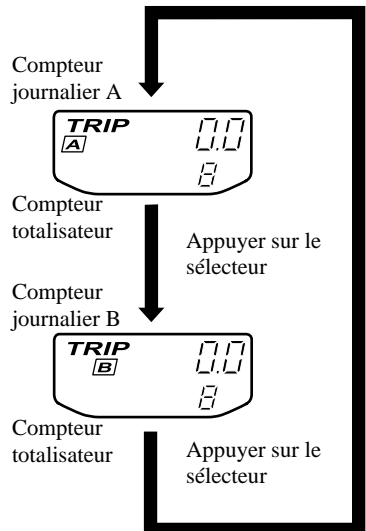 Compteur
journalier A
TRIP 0.0
A
8
Compteur
totalisateur
Appuyer sur le
sélecteur
Compteur
journalier B
TRIP 0.0
B
8
Compteur
totalisateur
Appuyer sur le
sélecteur